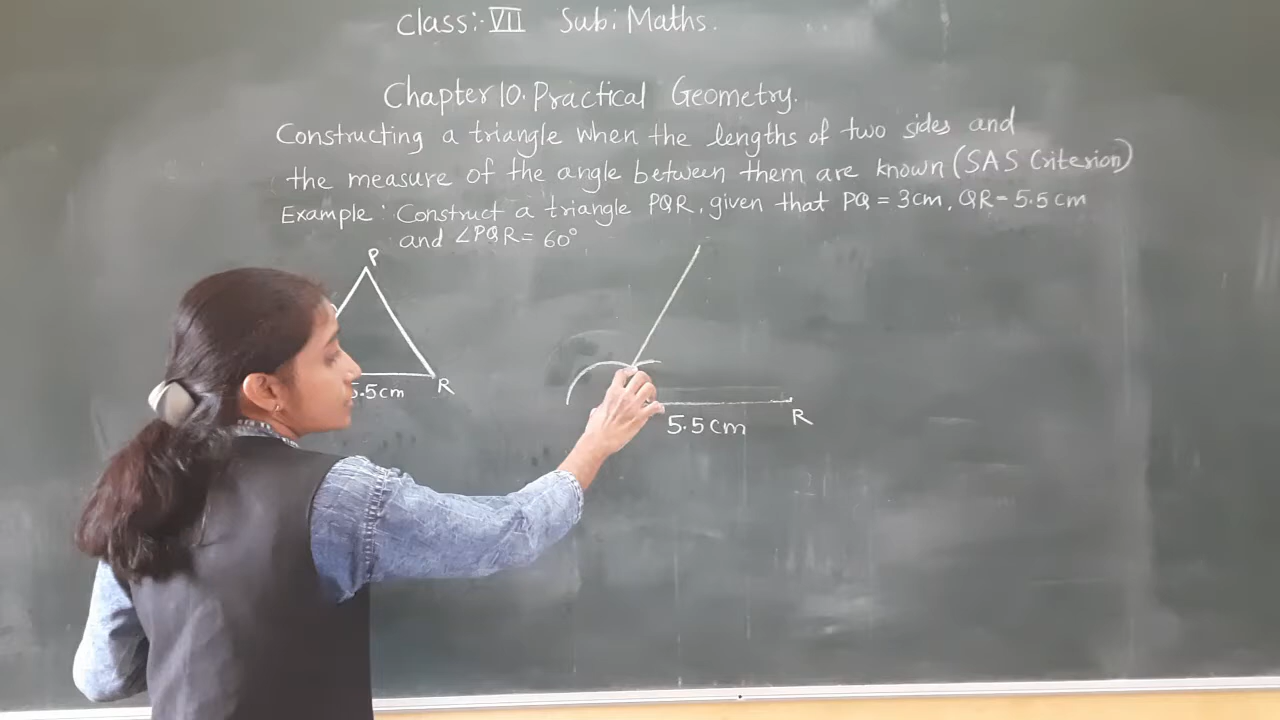 Class:-VII Sub: Maths.
Chapter 10. Practical Geometry.
Constructing a triangle when the lengths of two sides and
the measure of the angle between them are known (SAS Criterion)
Example: Construct a triangle PQR, given that PQ = 3cm, QR = 5.5 cm
and ∠PQR = 60°
P
5.5cm R
5.5cm R